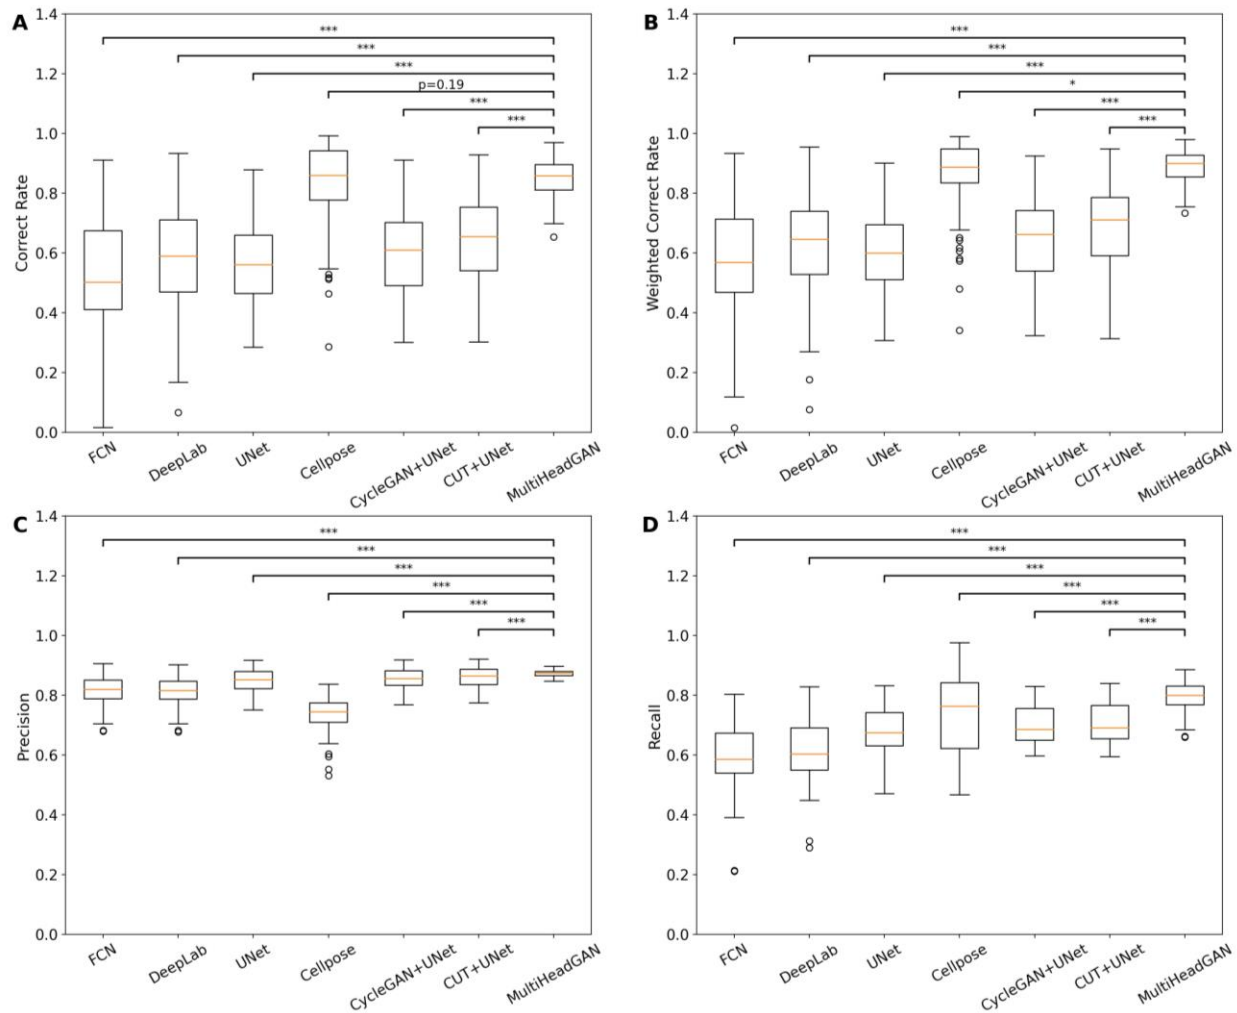 A
Correct Rate
1.4
1.2
1.0
0.8
0.6
0.4
0.2
0.0
***
***
***
p=0.19
***
***
FCN
DeepLab
UNet
Cellpose
CycleGAN+UNet
CUT+UNet
MultiHeadGAN
B
Weighted Correct Rate
1.4
1.2
1.0
0.8
0.6
0.4
0.2
0.0
***
***
***
*
***
***
FCN
DeepLab
UNet
Cellpose
CycleGAN+UNet
CUT+UNet
MultiHeadGAN
C
Precision
1.4
1.2
1.0
0.8
0.6
0.4
0.2
0.0
***
***
***
***
***
***
FCN
DeepLab
UNet
Cellpose
CycleGAN+UNet
CUT+UNet
MultiHeadGAN
D
Recall
1.4
1.2
1.0
0.8
0.6
0.4
0.2
0.0
***
***
***
***
***
***
FCN
DeepLab
UNet
Cellpose
CycleGAN+UNet
CUT+UNet
MultiHeadGAN